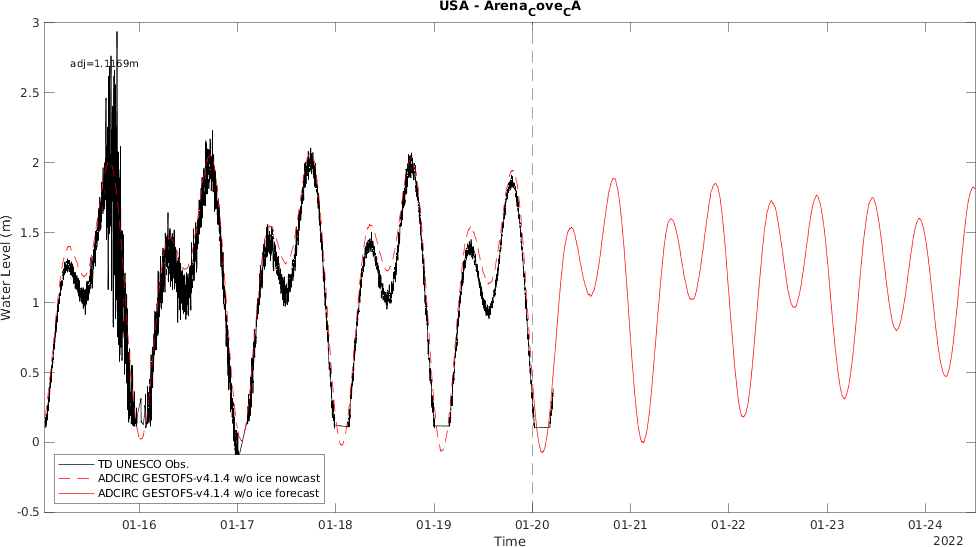 USA - ArenaCoveCA
adj=1.1169m
3
2.5
2
1.5
1
0.5
0
-0.5
Water Level (m)
TD UNESCO Obs.
ADCIRC GESTOFS-v4.1.4 w/o ice nowcast
ADCIRC GESTOFS-v4.1.4 w/o ice forecast
01-16 01-17 01-18 01-19 01-20 01-21 01-22 01-23 01-24
Time
2022